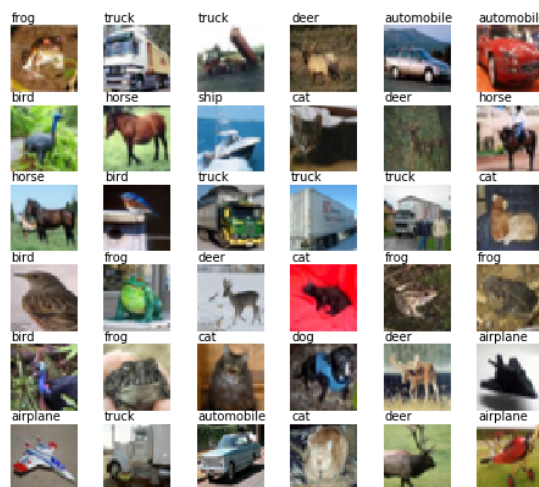 frog truck truck deer automobile automobile
bird horse ship cat deer horse
horse bird truck truck truck cat
bird frog deer cat frog frog
bird frog cat dog deer airplane
airplane truck automobile cat deer airplane